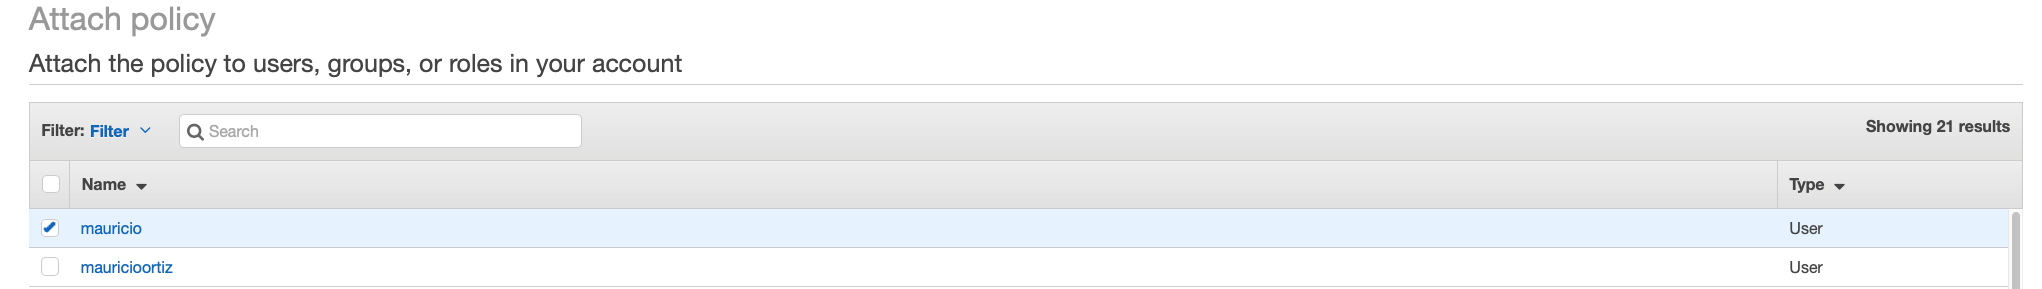 Attach policy
Attach the policy to users, groups, or roles in your account
Filter: Filter Search Showing 21 results
Name Type
mauricio User
mauricioortiz User